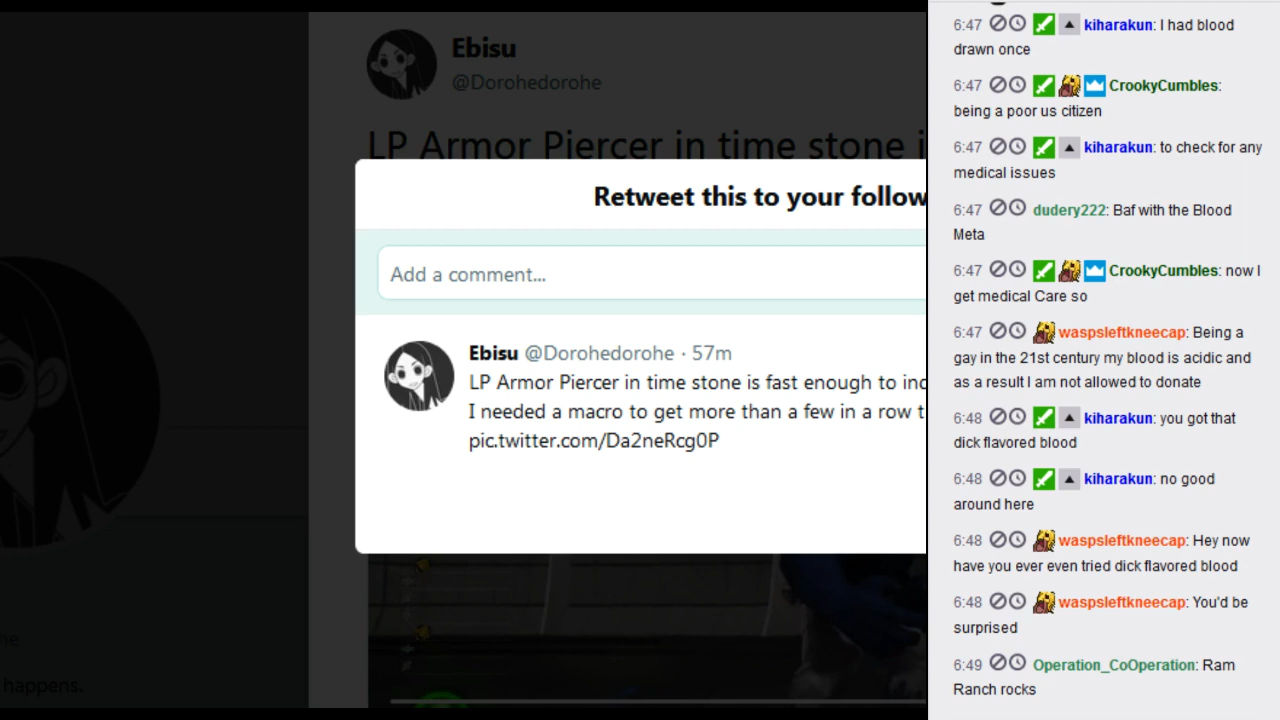 Ebisu
@Dorohedorohe
LP Armor Piercer in time stone i
Retweet this to your follow
Add a comment...
Ebisu @Dorohedorohe · 57m
LP Armor Piercer in time stone is fast enough to inc
I needed a macro to get more than a few in a row t
pic.twitter.com/Da2neRcg0P
he
happens.
6:47 kiharakun: I had blood
drawn once
6:47 CrookyCumbles:
being a poor us citizen
6:47 kiharakun: to check for any
medical issues
6:47 dudery222: Baf with the Blood
Meta
6:47 CrookyCumbles: now I
get medical Care so
6:47 waspsleftkneecap: Being a
gay in the 21st century my blood is acidic and
as a result I am not allowed to donate
6:48 kiharakun: you got that
dick flavored blood
6:48 kiharakun: no good
around here
6:48 waspsleftkneecap: Hey now
have you ever even tried dick flavored blood
6:48 waspsleftkneecap: You'd be
surprised
6:49 Operation_CoOperation: Ram
Ranch rocks